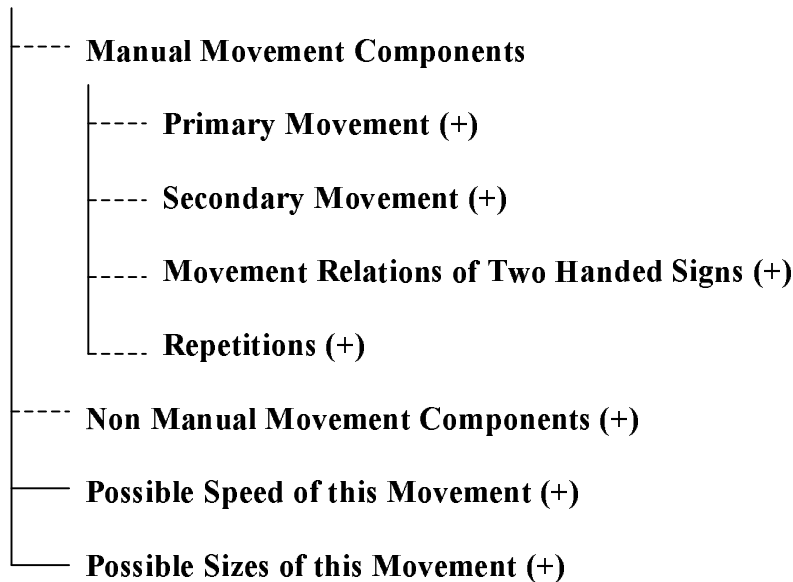 Manual Movement Components
Primary Movement (+)
Secondary Movement (+)
Movement Relations of Two Handed Signs (+)
Repetitions (+)
Non Manual Movement Components (+)
Possible Speed of this Movement (+)
Possible Sizes of this Movement (+)